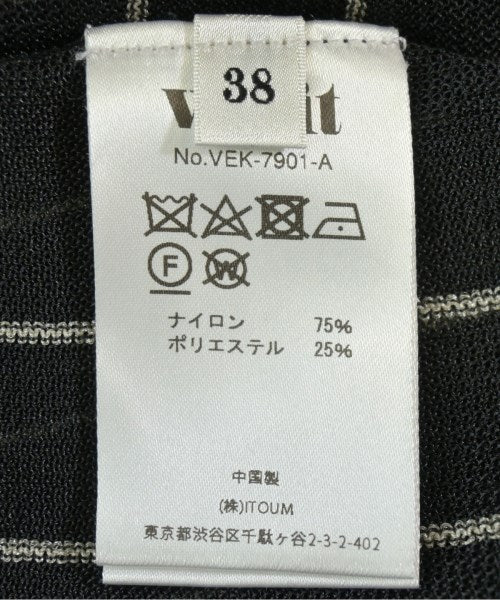 38
No.VEK-7901-A
F
W
ナイロン 75%
ポリエステル 25%
中国製
(株)ITOUM
東京都渋谷区千駄ヶ谷2-3-2-402